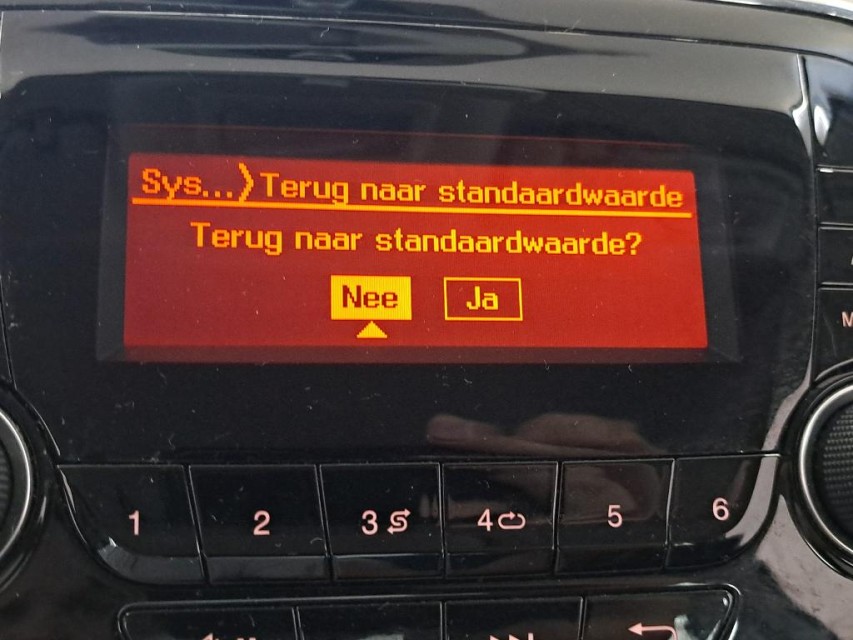 Sys...⟩Terug naar standaardwaarde
Terug naar standaardwaarde?
Nee Ja
1 2 3 4 5 6
M